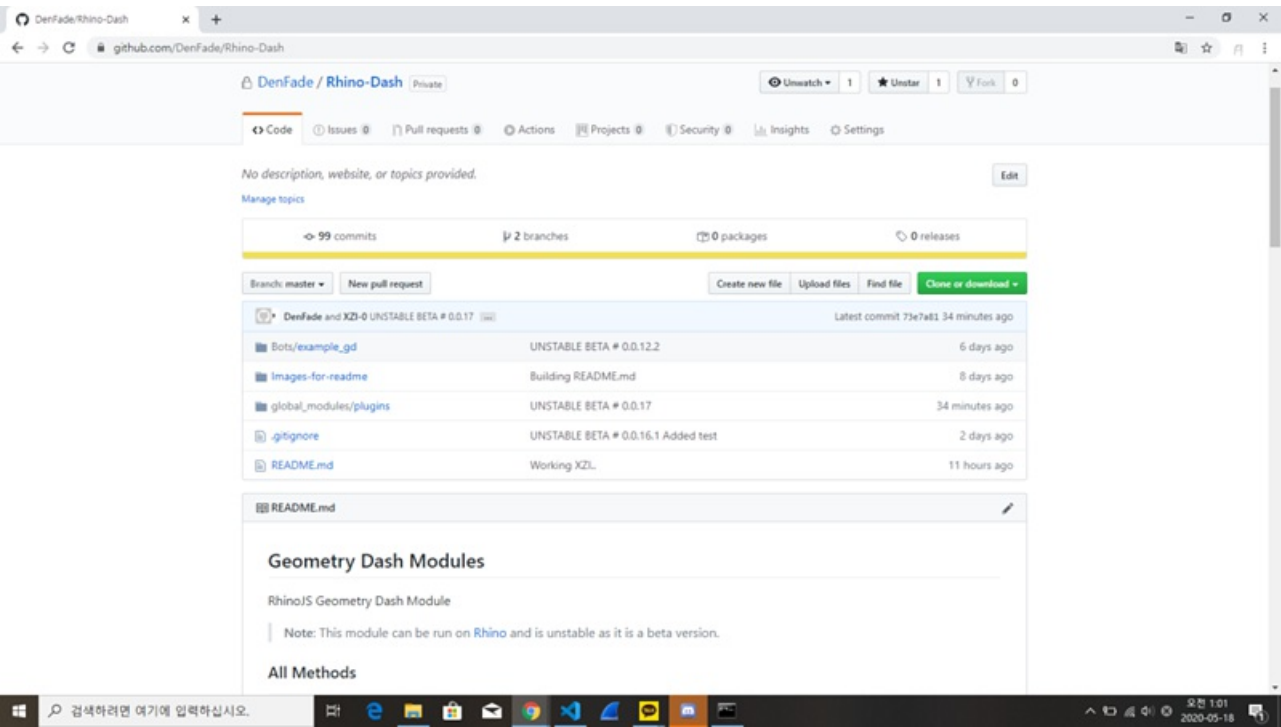 DenFade/Rhino-Dash
github.com/DenFade/Rhino-Dash
DenFade / Rhino-Dash Private
Unwatch 1 Unstar 1 Fork 0
Code Issues 0 Pull requests 0 Actions Projects 0 Security 0 Insights Settings
No description, website, or topics provided. Edit
Manage topics
99 commits 2 branches 0 packages 0 releases
Branch: master New pull request Create new file Upload files Find file Clone or download
DenFade and XZI-0 UNSTABLE BETA # 0.0.17 ... Latest commit 73e7a81 34 minutes ago
Bots/example_gd UNSTABLE BETA # 0.0.12.2 6 days ago
Images-for-readme Building README.md 8 days ago
global_modules/plugins UNSTABLE BETA # 0.0.17 34 minutes ago
.gitignore UNSTABLE BETA # 0.0.16.1 Added test 2 days ago
README.md Working XZI.. 11 hours ago
README.md
Geometry Dash Modules
RhinoJS Geometry Dash Module
Note: This module can be run on Rhino and is unstable as it is a beta version.
All Methods
검색하려면 여기에 입력하십시오.
오전 1:01
2020-05-18